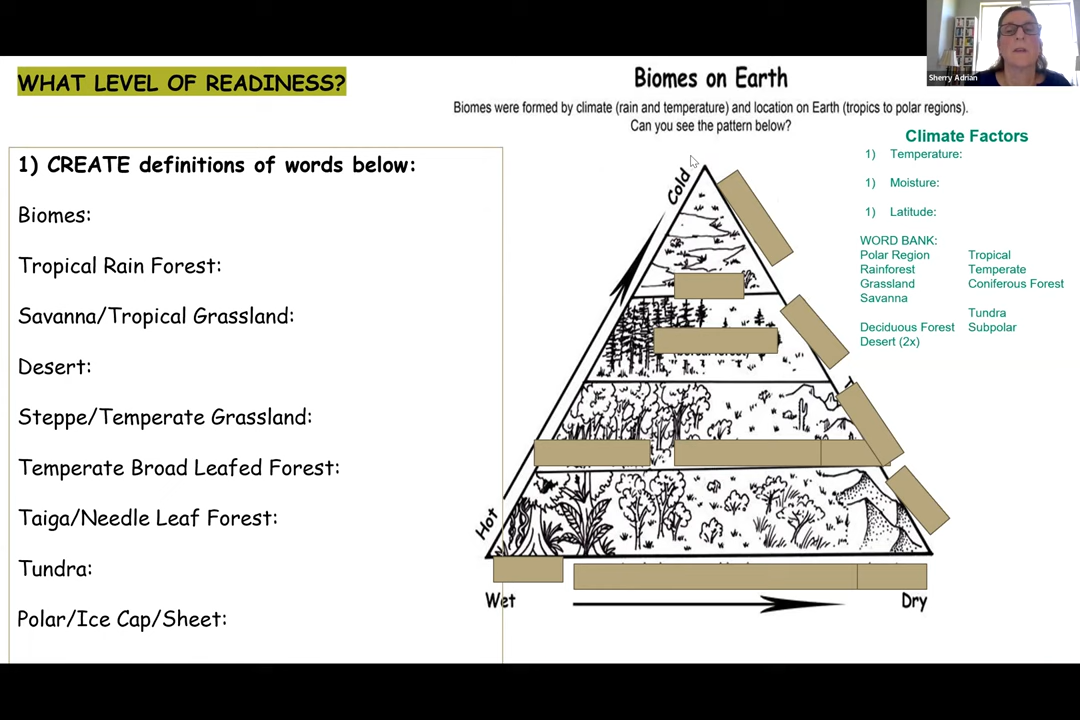 Sherry Adrian
WHAT LEVEL OF READINESS?
1) CREATE definitions of words below:
Biomes:
Tropical Rain Forest:
Savanna/Tropical Grassland:
Desert:
Steppe/Temperate Grassland:
Temperate Broad Leafed Forest:
Taiga/Needle Leaf Forest:
Tundra:
Polar/Ice Cap/Sheet:
Biomes on Earth
Biomes were formed by climate (rain and temperature) and location on Earth (tropics to polar regions).
Can you see the pattern below?
Cold
Hot
Wet
Dry
Climate Factors
1) Temperature:
1) Moisture:
1) Latitude:
WORD BANK:
Polar Region Tropical
Rainforest Temperate
Grassland Coniferous Forest
Savanna
Tundra
Deciduous Forest Subpolar
Desert (2x)